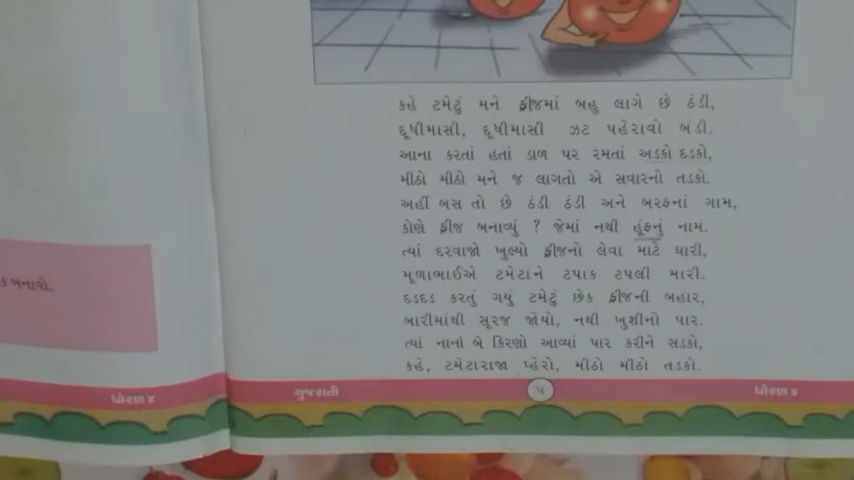 કહે ટમેટું મને ફ્રીજમાં બહુ લાગે છે ઠંડી,
દૂધીમાસી, દૂધીમાસી ઝટ પહેરાવો બંડી.
આના કરતાં હતાં ડાળ પર રમતાં અડકો દડકો,
મીઠો મીઠો મને જ લાગતો એ સવારનો તડકો.
અહીં બસ તો છે ઠંડી ઠંડી અને બરફનાં ગામ,
કોણે ફ્રીજ બનાવ્યું ? જેમાં નથી હૂંફનું નામ.
ત્યાં દરવાજો ખુલ્યો ફ્રીજનો લેવા માટે ધારી,
મૂળાભાઈએ ટમેટાંને ટપાક ટપલી મારી.
દડદડ કરતું ગયું ટમેટું છેક ફ્રીજની બહાર,
બારીમાંથી સૂરજ જોયો, નથી ખુશીનો પાર.
ત્યાં નાનાં બે કિરણો આવ્યાં પાર કરીને સડકો,
કહે, ટમેટારાજા પ્હેરો, મીઠો મીઠો તડકો.
ક બનાવો.
ધોરણ ૪
ગુજરાતી
૫
ધોરણ ૪